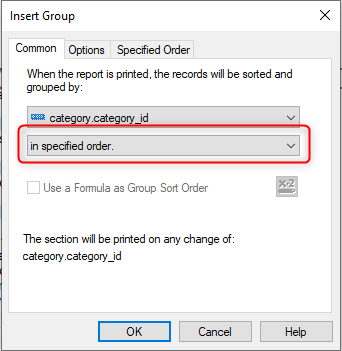 Insert Group
Common Options Specified Order
When the report is printed, the records will be sorted and
grouped by:
category.category_id
in specified order.
Use a Formula as Group Sort Order
X-2
The section will be printed on any change of:
category.category_id
OK Cancel Help